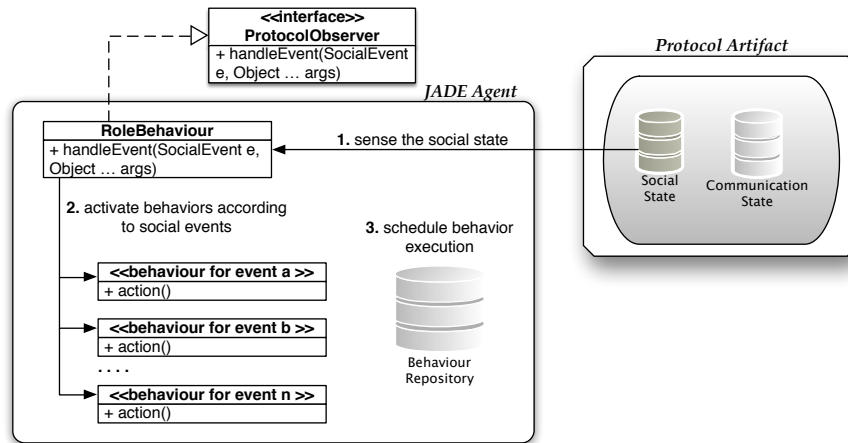 <<interface>>
ProtocolObserver
+ handleEvent(SocialEvent
e, Object ... args)
Protocol Artifact
JADE Agent
RoleBehaviour
+ handleEvent(SocialEvent e,
Object ... args)
1. sense the social state
Social
State
Communication
State
2. activate behaviors according
to social events
3. schedule behavior
execution
<<behaviour for event a >>
+ action()
<<behaviour for event b >>
+ action()
. . . .
<<behaviour for event n >>
+ action()
Behaviour
Repository